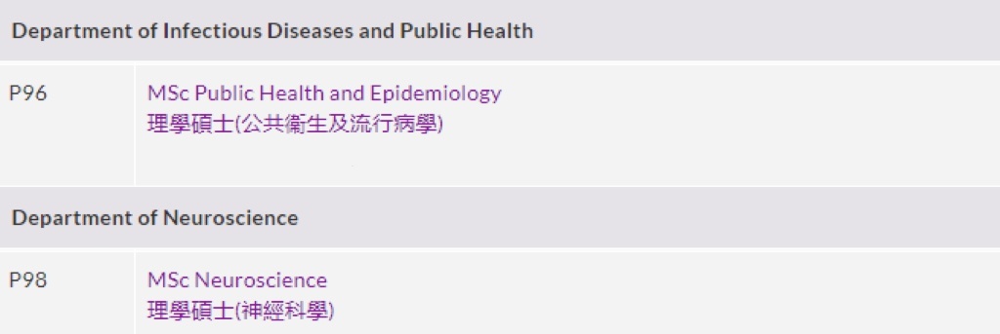 Department of Infectious Diseases and Public Health
P96
MSc Public Health and Epidemiology
理學碩士(公共衞生及流行病學)
Department of Neuroscience
P98
MSc Neuroscience
理學碩士(神經科學)